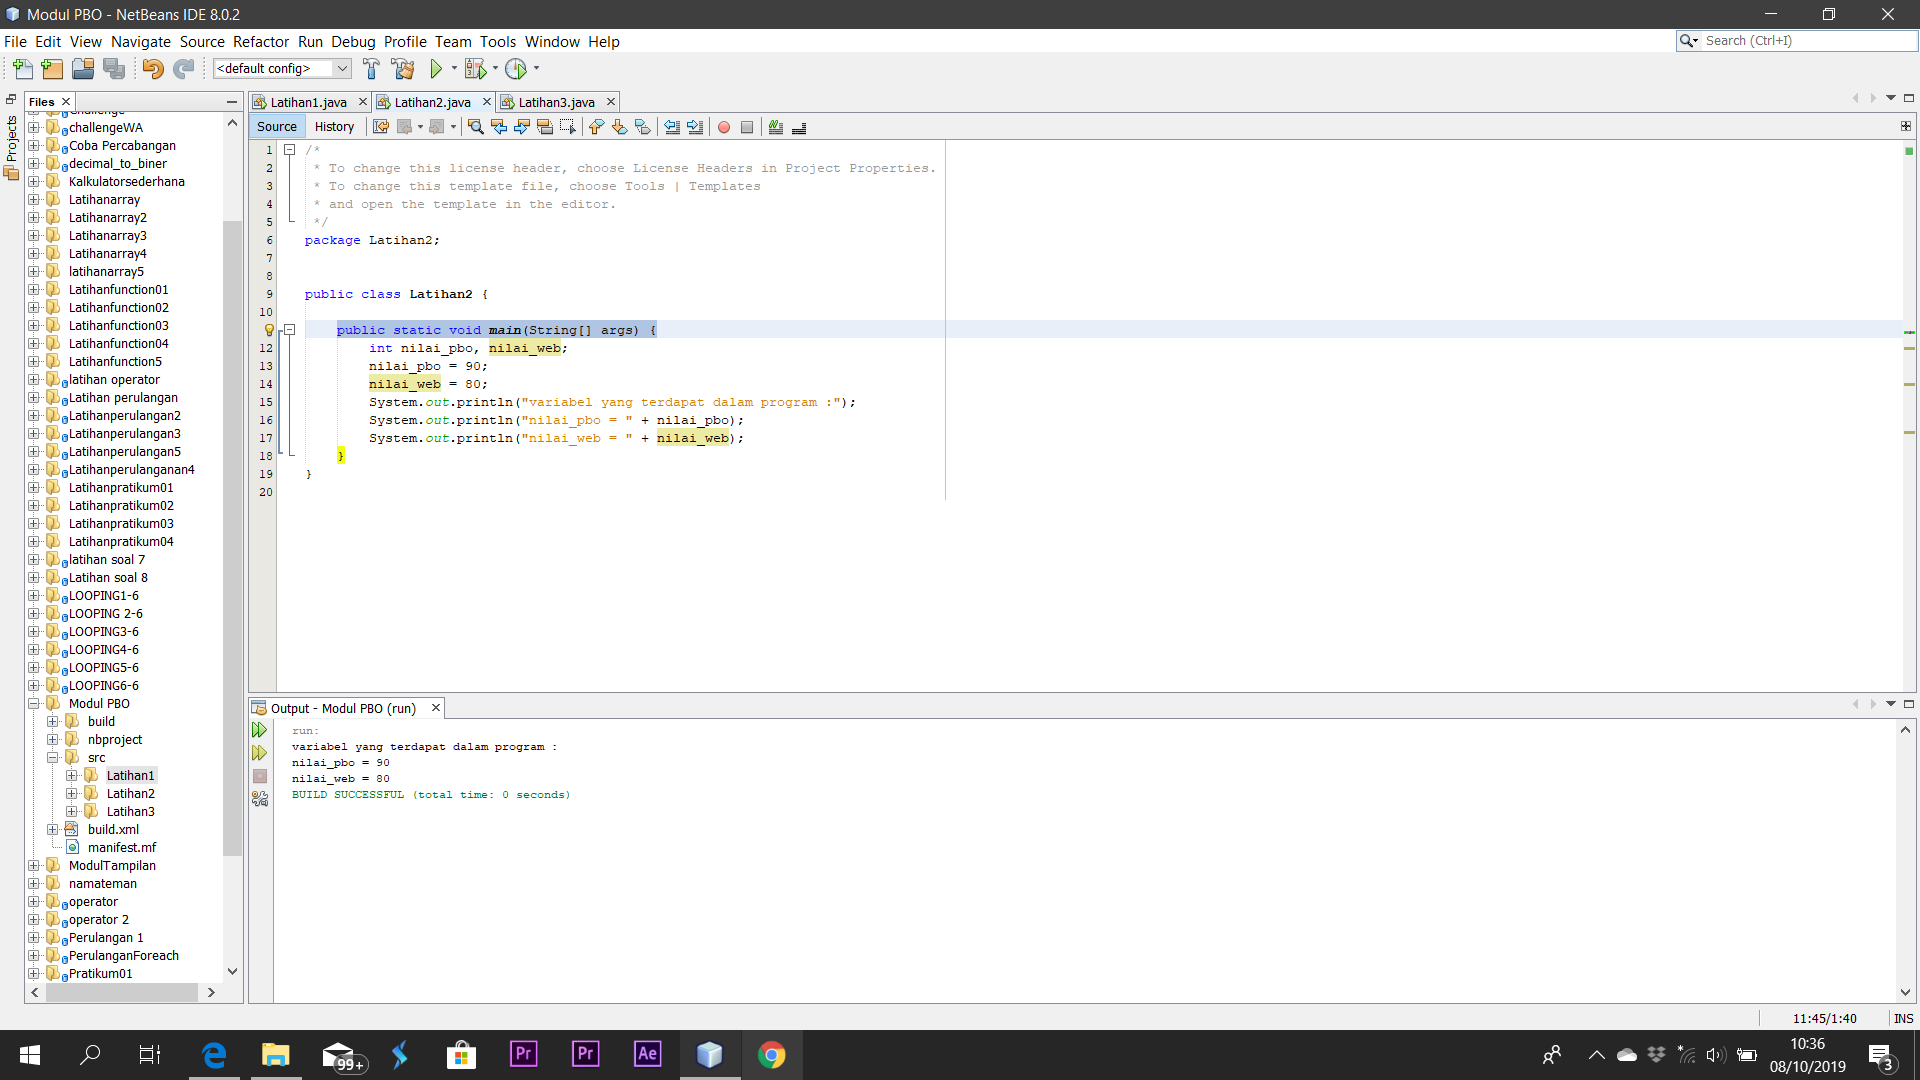 Modul PBO - NetBeans IDE 8.0.2
File Edit View Navigate Source Refactor Run Debug Profile Team Tools Window Help
Search (Ctrl+I)
<default config>
Projects
Files
challengeWA
Coba Percabangan
decimal_to_biner
Kalkulatorsederhana
Latihanarray
Latihanarray2
Latihanarray3
Latihanarray4
latihanarray5
Latihanfunction01
Latihanfunction02
Latihanfunction03
Latihanfunction04
Latihanfunction5
latihan operator
Latihan perulangan
Latihanperulangan2
Latihanperulangan3
Latihanperulangan5
Latihanperulanganan4
Latihanpratikum01
Latihanpratikum02
Latihanpratikum03
Latihanpratikum04
latihan soal 7
Latihan soal 8
LOOPING1-6
LOOPING 2-6
LOOPING3-6
LOOPING4-6
LOOPING5-6
LOOPING6-6
Modul PBO
build
nbproject
src
Latihan1
Latihan2
Latihan3
build.xml
manifest.mf
ModulTampilan
namateman
operator
operator 2
Perulangan 1
PerulanganForeach
Pratikum01
Latihan1.java Latihan2.java Latihan3.java
Source History
1 /*
2 * To change this license header, choose License Headers in Project Properties.
3 * To change this template file, choose Tools | Templates
4 * and open the template in the editor.
5 */
6 package Latihan2;
7
8
9 public class Latihan2 {
10
public static void main(String[] args) {
12 int nilai_pbo, nilai_web;
13 nilai_pbo = 90;
14 nilai_web = 80;
15 System.out.println("variabel yang terdapat dalam program :");
16 System.out.println("nilai_pbo = " + nilai_pbo);
17 System.out.println("nilai_web = " + nilai_web);
18 }
19 }
20
Output - Modul PBO (run)
run:
variabel yang terdapat dalam program :
nilai_pbo = 90
nilai_web = 80
BUILD SUCCESSFUL (total time: 0 seconds)
11:45/1:40 INS
99+
Pr
Pr
Ae
10:36
08/10/2019
3